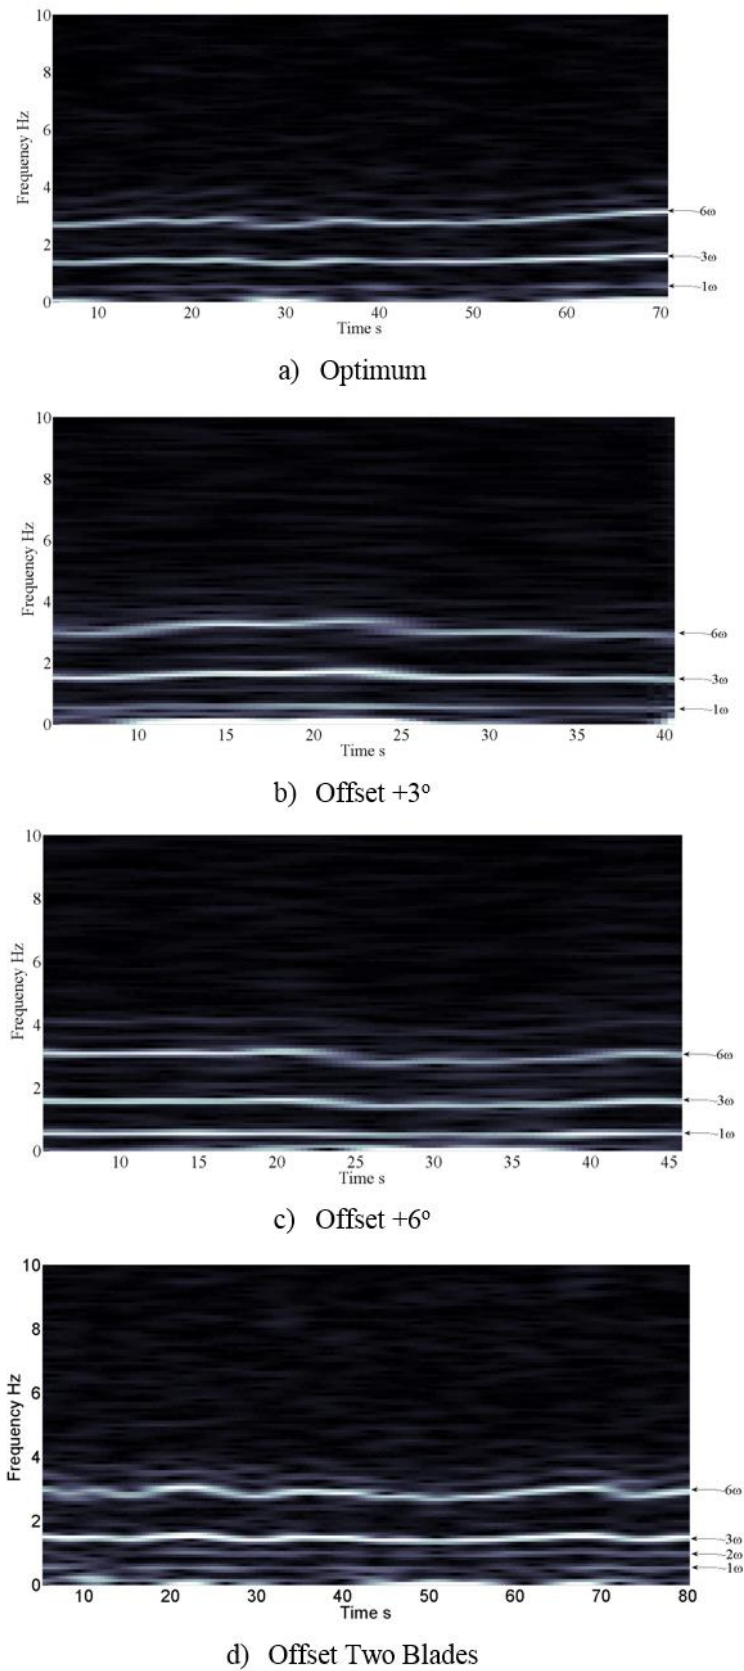 10
8
6
4
2
0
Frequency Hz
6ω
3ω
1ω
10 20 30 40 50 60 70
Time s
a) Optimum
10
8
6
4
2
0
Frequency Hz
6ω
3ω
1ω
10 15 20 25 30 35 40
Time s
b) Offset +3º
10
8
6
4
2
0
Frequency Hz
6ω
3ω
1ω
10 15 20 25 30 35 40 45
Time s
c) Offset +6º
10
8
6
4
2
0
Frequency Hz
6ω
3ω
2ω
1ω
10 20 30 40 50 60 70 80
Time s
d) Offset Two Blades